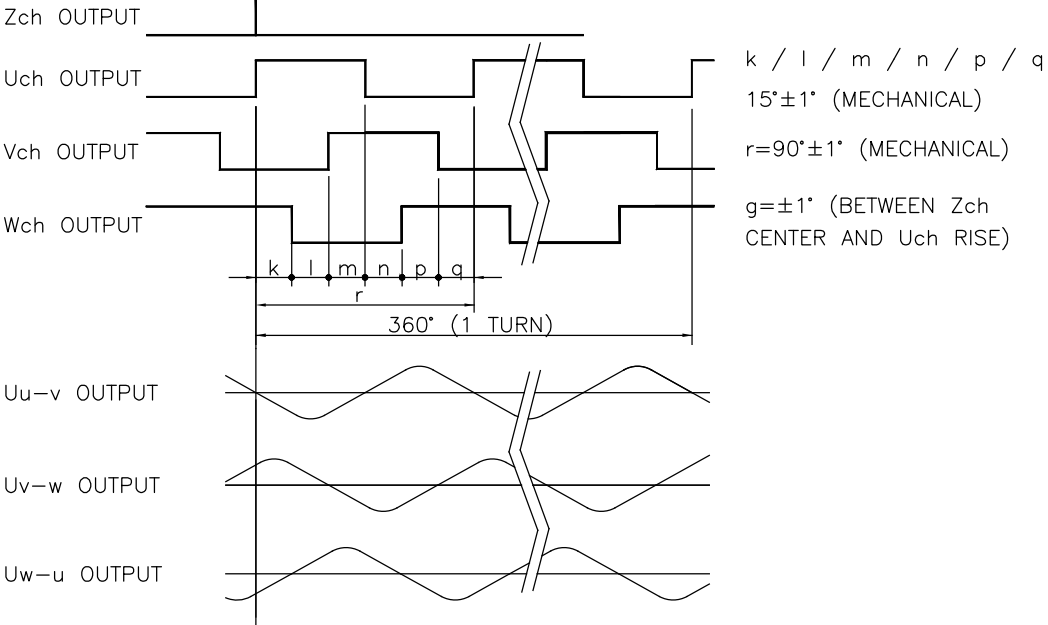 Zch OUTPUT
Uch OUTPUT
k / l / m / n / p / q
15°±1° (MECHANICAL)
Vch OUTPUT
r=90°±1° (MECHANICAL)
Wch OUTPUT
g=±1° (BETWEEN Zch
CENTER AND Uch RISE)
k l m n p q
r
360° (1 TURN)
Uu-v OUTPUT
Uv-w OUTPUT
Uw-u OUTPUT